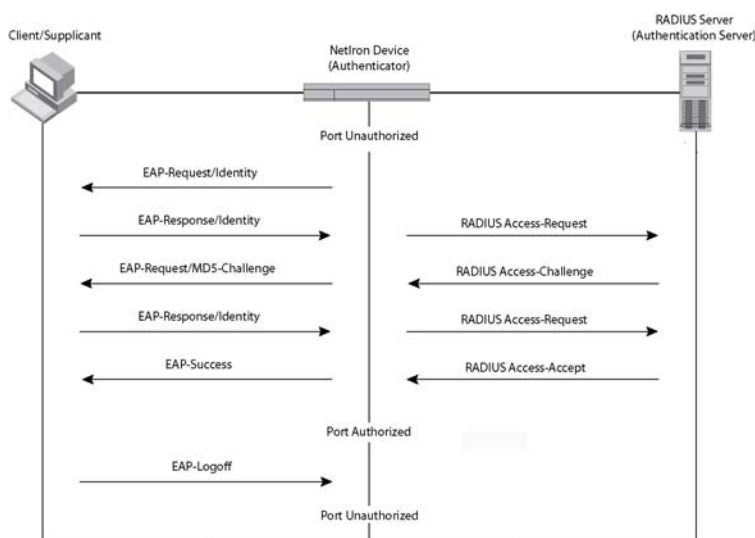 RADIUS Server
(Authentication Server)
Client/Supplicant
NetIron Device
(Authenticator)
Port Unauthorized
EAP-Request/Identity
EAP-Response/Identity
RADIUS Access-Request
EAP-Request/MD5-Challenge
RADIUS Access-Challenge
EAP-Response/Identity
RADIUS Access-Request
EAP-Success
RADIUS Access-Accept
Port Authorized
EAP-Logoff
Port Unauthorized